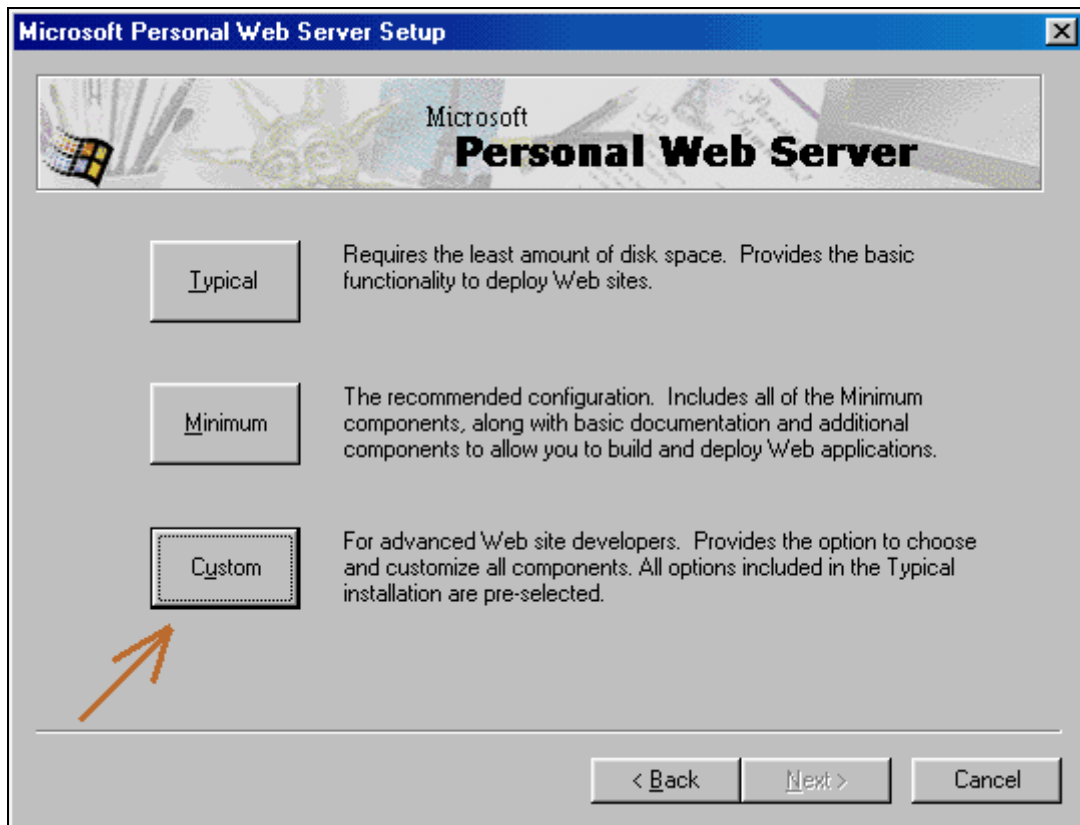 Microsoft Personal Web Server Setup
Microsoft
Personal Web Server
Typical
Requires the least amount of disk space. Provides the basic
functionality to deploy Web sites.
Minimum
The recommended configuration. Includes all of the Minimum
components, along with basic documentation and additional
components to allow you to build and deploy Web applications.
Custom
For advanced Web site developers. Provides the option to choose
and customize all components. All options included in the Typical
installation are pre-selected.
< Back
Next >
Cancel